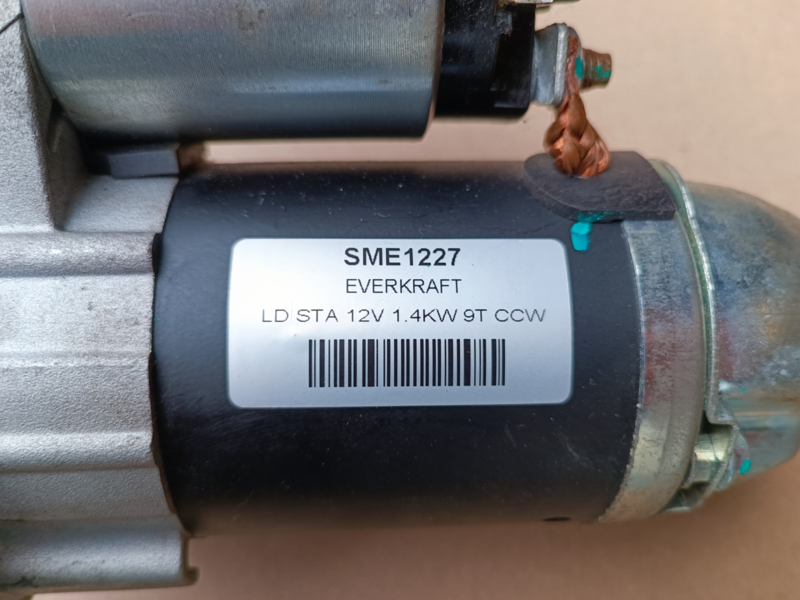 SME1227
EVERKRAFT
LD STA 12V 1.4KW 9T CCW